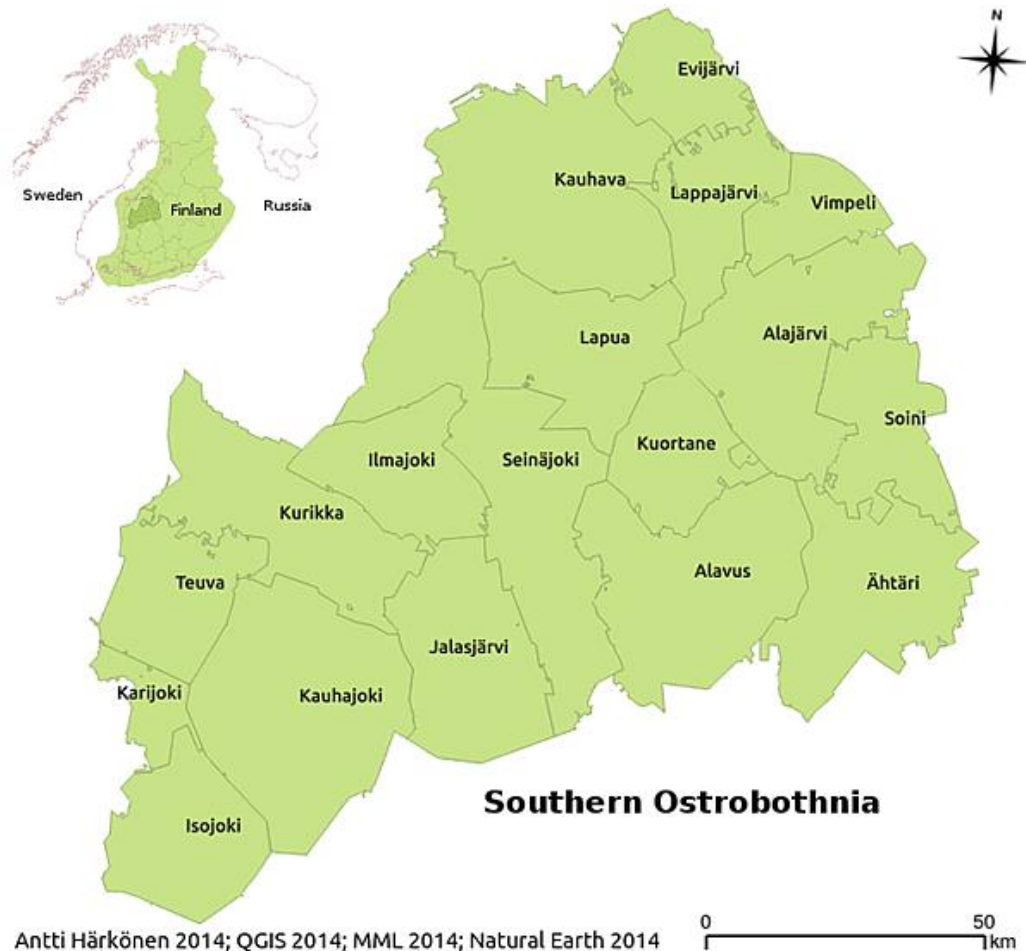 N
Evijärvi
Kauhava
Lappajärvi
Vimpeli
Sweden
Finland
Russia
Lapua
Alajärvi
Soini
Ilmajoki
Seinäjoki
Kuortane
Kurikka
Teuva
Alavus
Ähtäri
Jalasjärvi
Karijoki
Kauhajoki
Southern Ostrobothnia
Isojoki
0 50
km
Antti Härkönen 2014; QGIS 2014; MML 2014; Natural Earth 2014